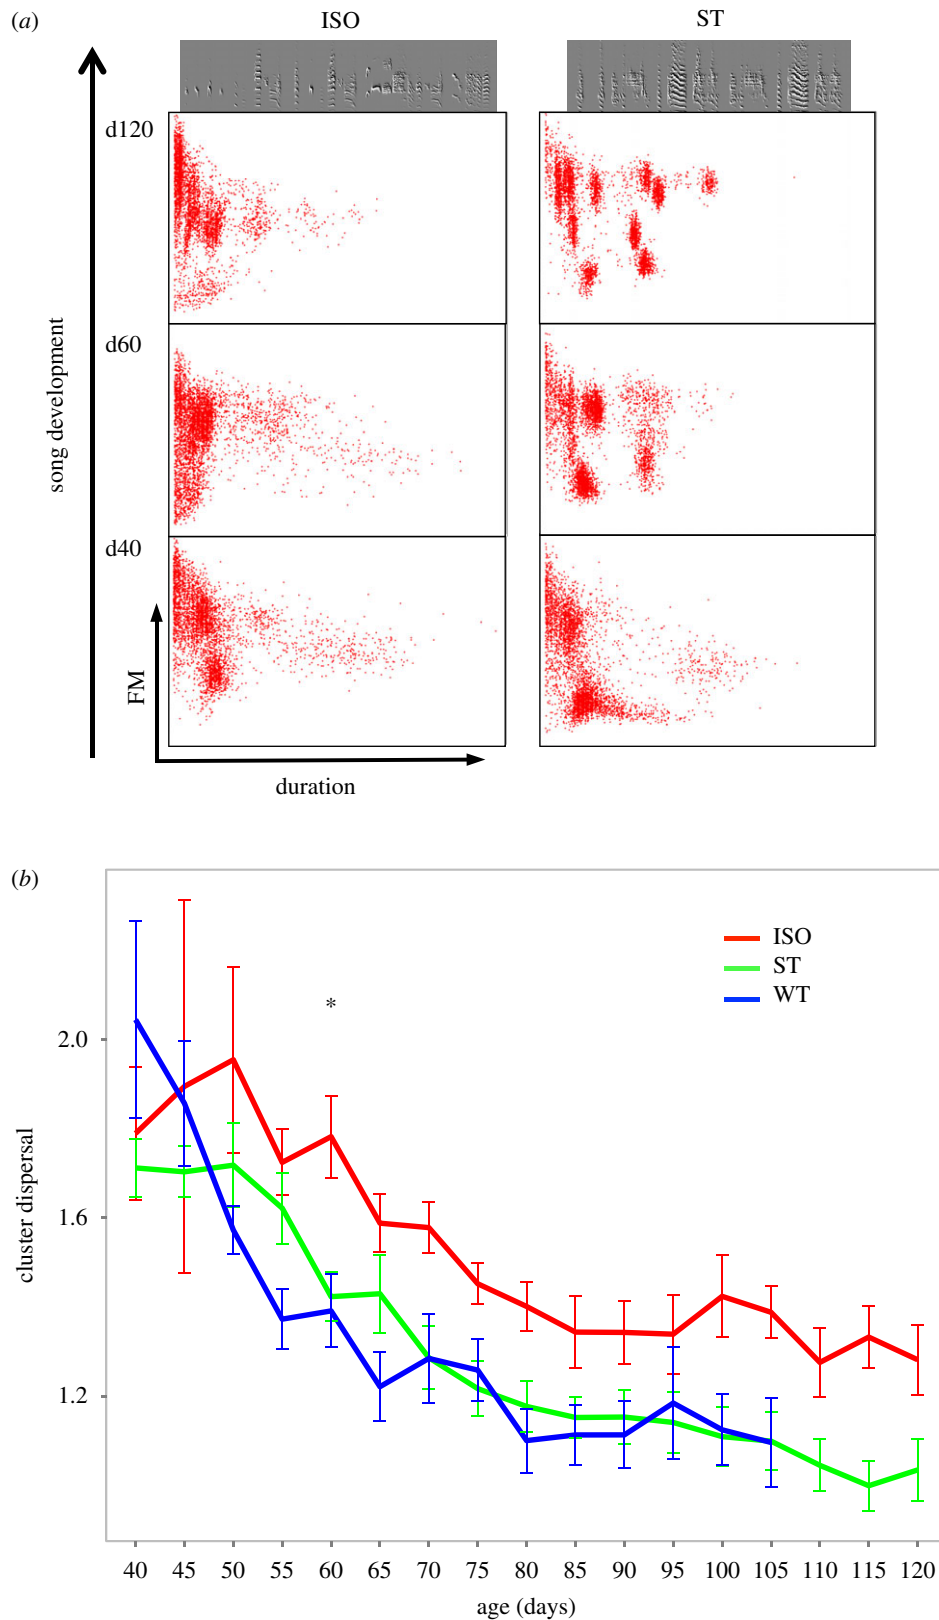 (a)
ISO
ST
d120
d60
d40
song development
FM
duration
(b)
*
ISO
ST
WT
2.0
1.6
1.2
cluster dispersal
40 45 50 55 60 65 70 75 80 85 90 95 100 105 110 115 120
age (days)